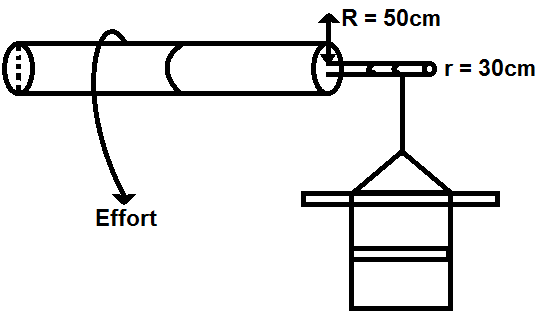 R = 50cm
r = 30cm
Effort